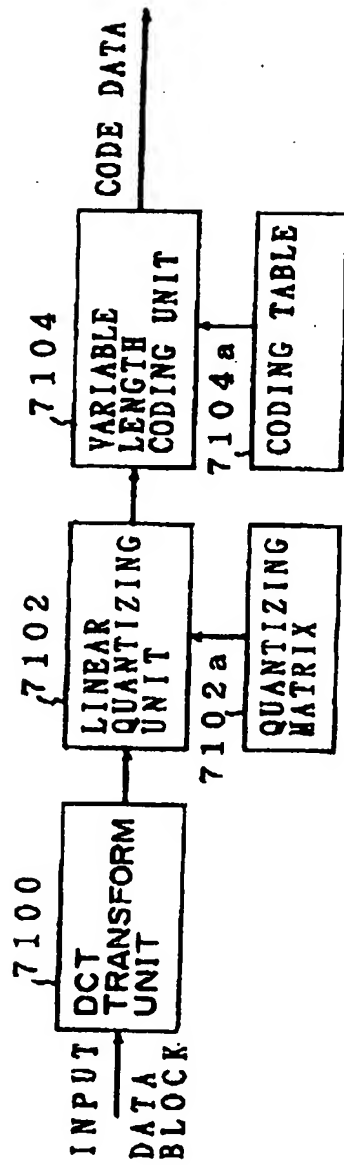 INPUT
DATA
BLOCK
7100
DCT
TRANSFORM
UNIT
7102
LINEAR
QUANTIZING
UNIT
7102a
QUANTIZING
MATRIX
7104
VARIABLE
LENGTH
CODING UNIT
7104a
CODING TABLE
CODE DATA